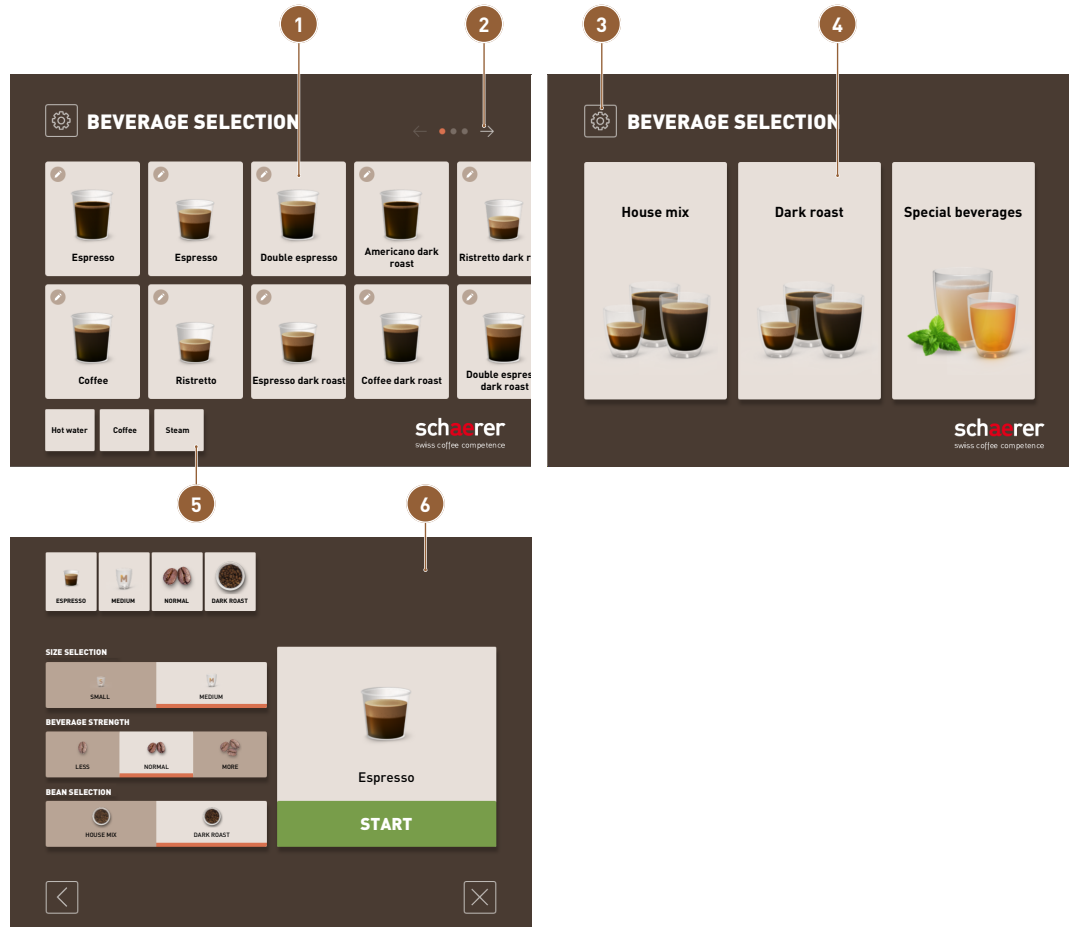 1
2
3
4
BEVERAGE SELECTION
Espresso
Espresso
Double espresso
Americano dark
roast
Ristretto dark r
Coffee
Ristretto
Espresso dark roast
Coffee dark roast
Double espres
dark roast
Hot water
Coffee
Steam
schaerer
swiss coffee competence
BEVERAGE SELECTION
House mix
Dark roast
Special beverages
schaerer
swiss coffee competence
5
6
M
ESPRESSO
MEDIUM
NORMAL
DARK ROAST
SIZE SELECTION
M
SMALL
MEDIUM
BEVERAGE STRENGTH
LESS
NORMAL
MORE
BEAN SELECTION
HOUSE MIX
DARK ROAST
Espresso
START